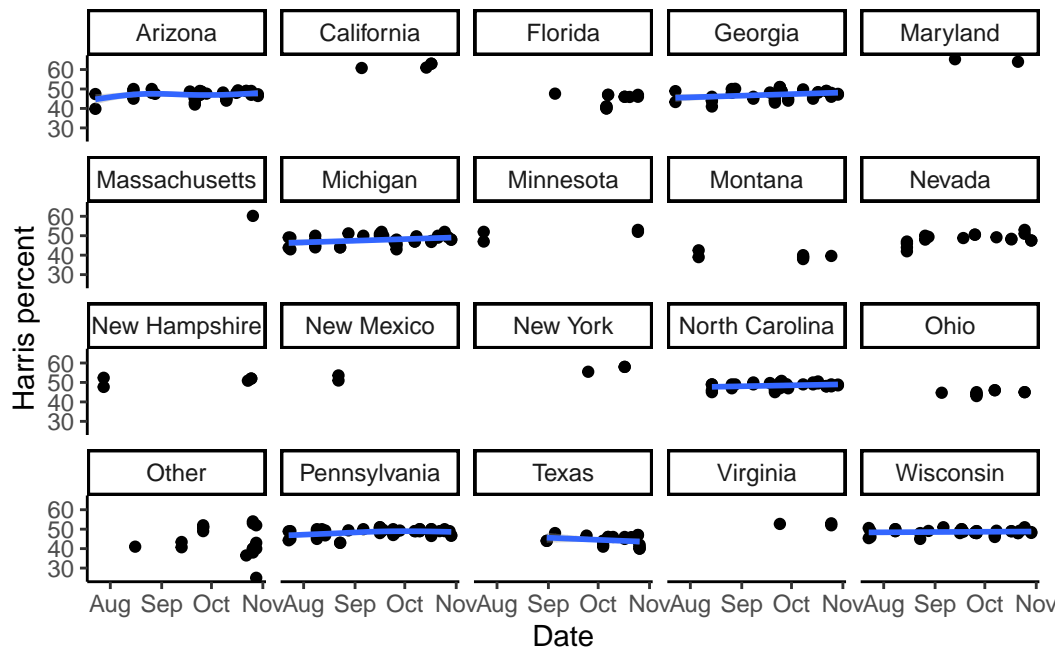 Arizona California Florida Georgia Maryland
60
50
40
30
Massachusetts Michigan Minnesota Montana Nevada
60
50
40
30
New Hampshire New Mexico New York North Carolina Ohio
60
50
40
30
Other Pennsylvania Texas Virginia Wisconsin
60
50
40
30
Harris percent
Aug Sep Oct Nov Aug Sep Oct Nov Aug Sep Oct Nov Aug Sep Oct Nov Aug Sep Oct Nov
Date